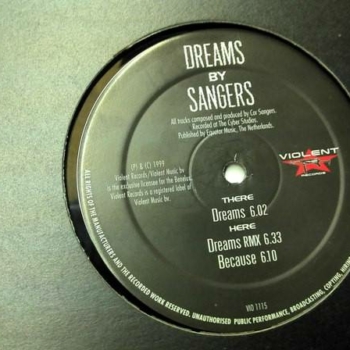 DREAMS
BY
SANGERS
All tracks composed and produced by Cor Sangers.
Recorded at The Cyber Studios.
Published by Equator Music, The Netherlands.
(P) & (C) 1999
Violent Records/Violent Music bv
is the exclusive licensee for the Benelux.
Violent Records is a registered label of
Violent Music bv.
VIOLENT
RECORDS
THERE
Dreams 6.02
HERE
Dreams RMX 6.33
Because 6.10
VIO 1115
ALL RIGHTS OF THE MANUFACTURERS AND THE RECORDED WORK RESERVED. UNAUTHORISED PUBLIC PERFORMANCE, BROADCASTING, COPYING, HIRING